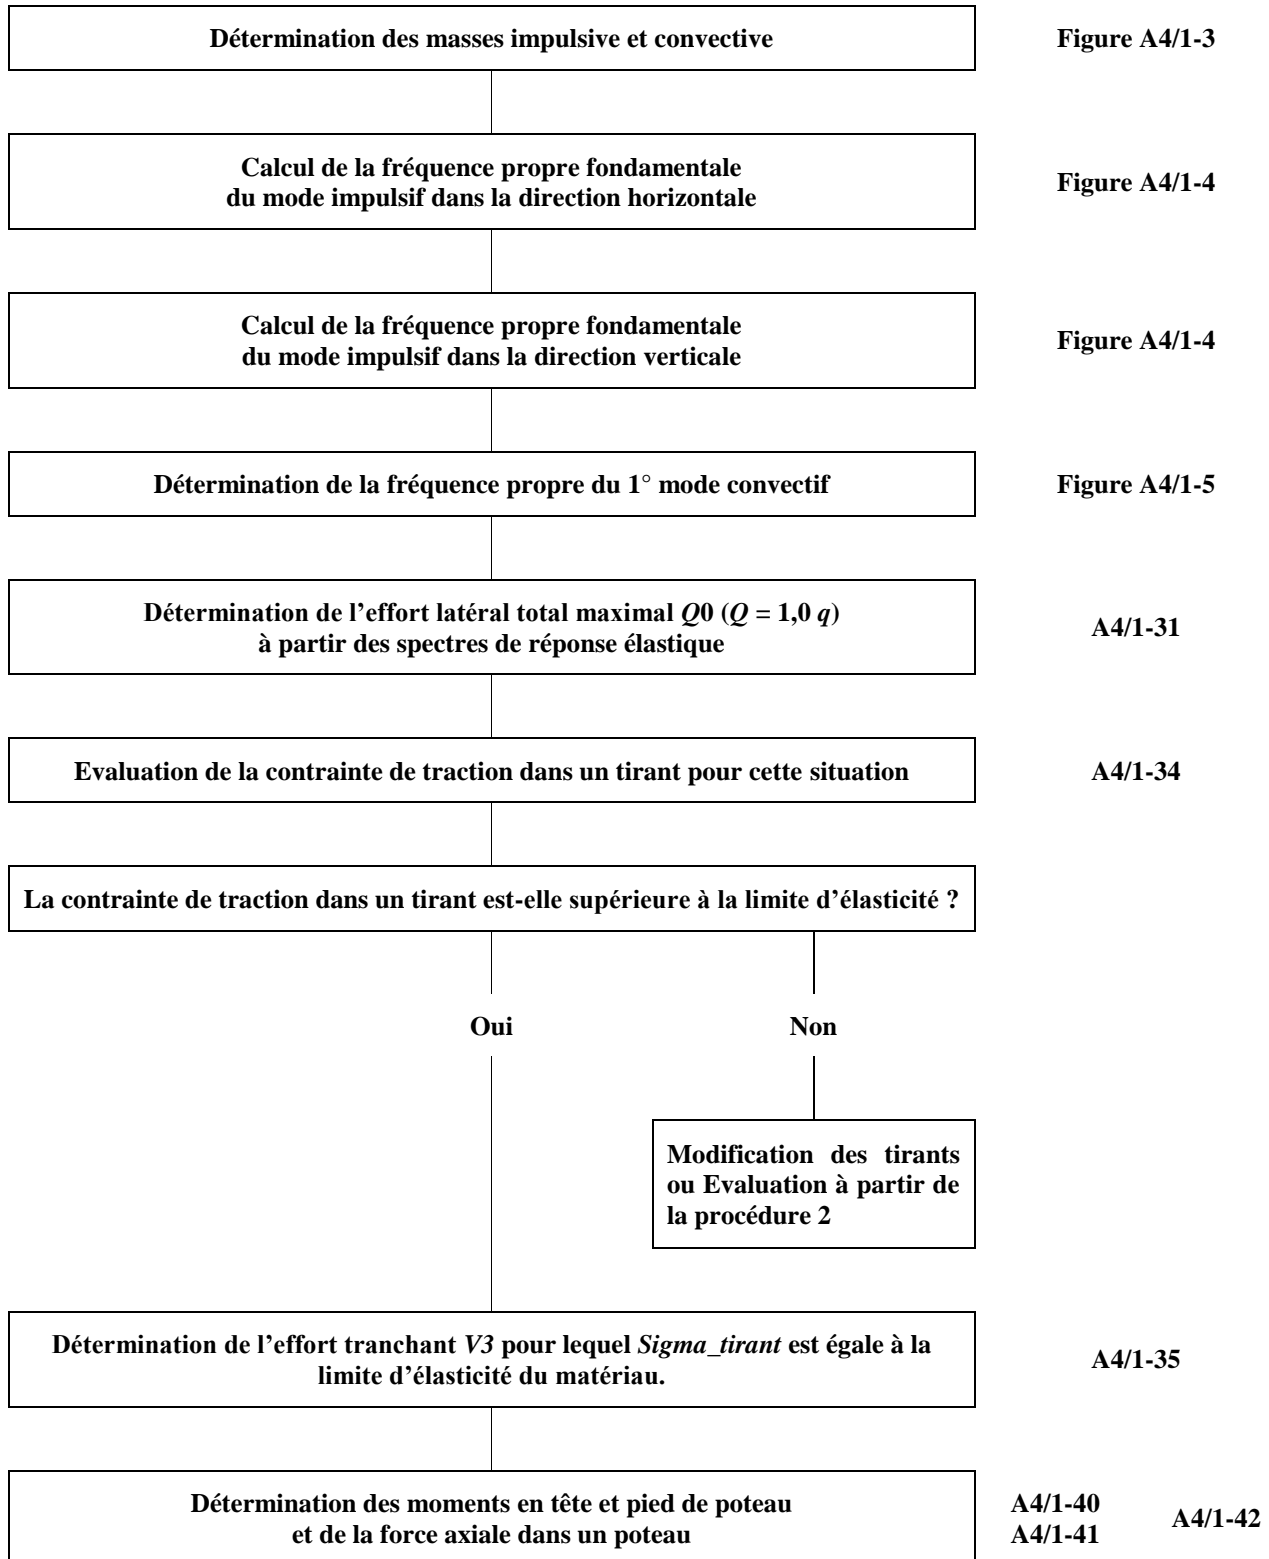 Détermination des masses impulsive et convective
Figure A4/1-3
Calcul de la fréquence propre fondamentale
du mode impulsif dans la direction horizontale
Figure A4/1-4
Calcul de la fréquence propre fondamentale
du mode impulsif dans la direction verticale
Figure A4/1-4
Détermination de la fréquence propre du 1° mode convectif
Figure A4/1-5
Détermination de l’effort latéral total maximal Q0 (Q = 1,0 q)
à partir des spectres de réponse élastique
A4/1-31
Evaluation de la contrainte de traction dans un tirant pour cette situation
A4/1-34
La contrainte de traction dans un tirant est-elle supérieure à la limite d’élasticité ?
Oui
Non
Modification des tirants
ou Evaluation à partir de
la procédure 2
Détermination de l’effort tranchant V3 pour lequel Sigma_tirant est égale à la
limite d’élasticité du matériau.
A4/1-35
Détermination des moments en tête et pied de poteau
et de la force axiale dans un poteau
A4/1-40
A4/1-41
A4/1-42